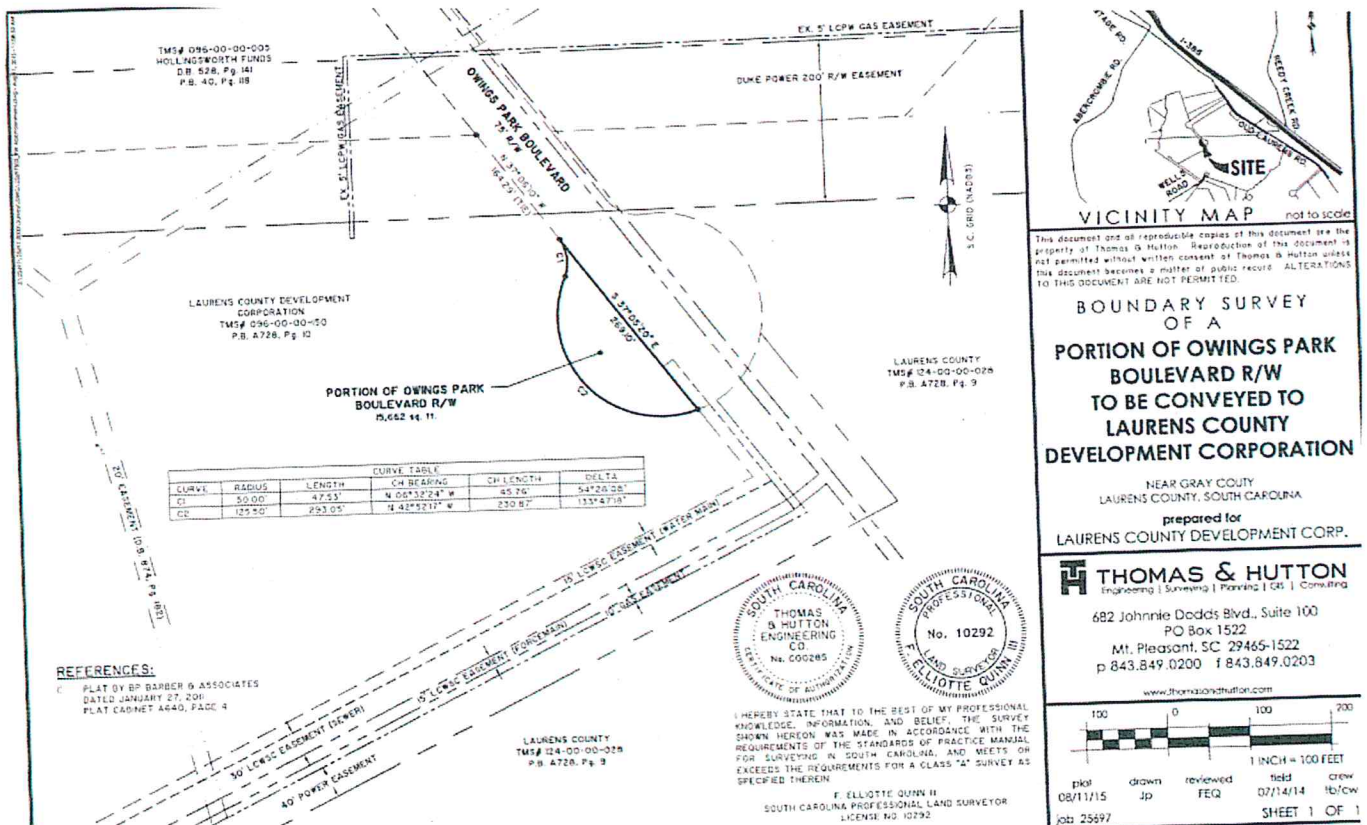 TMS# 096-00-00-005
HOLLINGSWORTH FUNDS
D.B. 528, Pg. 141
P.B. 40, Pg. 118
EX. 5' LCPW GAS EASEMENT
EX. 5' LCPW GAS EASEMENT
DUKE POWER 200' R/W EASEMENT
OWINGS PARK BOULEVARD
75' R/W
N 37°05'10" W
164.29' (TIE)
S.C. GRID (NAD83)
C1
S 37°05'20" E
269.10'
C2
LAURENS COUNTY DEVELOPMENT
CORPORATION
TMS# 096-00-00-150
P.B. A728, Pg. 10
LAURENS COUNTY
TMS# 124-00-00-028
P.B. A728, Pg. 9
PORTION OF OWINGS PARK
BOULEVARD R/W
15,662 sq. ft.
CURVE TABLE
CURVE RADIUS LENGTH CH BEARING CH LENGTH DELTA
C1 50.00' 47.53' N 06°32'24" W 45.76' 54°28'08"
C2 125.50' 293.05' N 42°52'17" W 230.87' 133°47'18"
EASEMENT (D.B. 874, Pg. 182)
15' LCWSC EASEMENT (WATER MAIN)
GAS EASEMENT
15' LCWSC EASEMENT (FORCEMAIN)
30' LCWSC EASEMENT (SEWER)
40' POWER EASEMENT
REFERENCES:
PLAT BY BP BARBER & ASSOCIATES
DATED JANUARY 27, 2011
PLAT CABINET A640, PAGE 4
LAURENS COUNTY
TMS# 124-00-00-028
P.B. A728, Pg. 9
SOUTH CAROLINA
THOMAS
& HUTTON
ENGINEERING
CO.
No. C00285
CERTIFICATE OF AUTHORIZATION
SOUTH CAROLINA
PROFESSIONAL
No. 10292
LAND SURVEYOR
F. ELLIOTTE QUINN III
I HEREBY STATE THAT TO THE BEST OF MY PROFESSIONAL
KNOWLEDGE, INFORMATION, AND BELIEF, THE SURVEY
SHOWN HEREON WAS MADE IN ACCORDANCE WITH THE
REQUIREMENTS OF THE STANDARDS OF PRACTICE MANUAL
FOR SURVEYING IN SOUTH CAROLINA, AND MEETS OR
EXCEEDS THE REQUIREMENTS FOR A CLASS "A" SURVEY AS
SPECIFIED THEREIN
F. ELLIOTTE QUINN III
SOUTH CAROLINA PROFESSIONAL LAND SURVEYOR
LICENSE NO. 10292
ABERCROMBIE RD.
I-385
REEDY CREEK RD.
OLD LAURENS RD.
SITE
WELLS
ROAD
VICINITY MAP not to scale
This document and all reproducible copies of this document are the
property of Thomas & Hutton. Reproduction of this document is
not permitted without written consent of Thomas & Hutton unless
this document becomes a matter of public record. ALTERATIONS
TO THIS DOCUMENT ARE NOT PERMITTED.
BOUNDARY SURVEY
OF A
PORTION OF OWINGS PARK
BOULEVARD R/W
TO BE CONVEYED TO
LAURENS COUNTY
DEVELOPMENT CORPORATION
NEAR GRAY COUTY
LAURENS COUNTY, SOUTH CAROLINA
prepared for
LAURENS COUNTY DEVELOPMENT CORP.
THOMAS & HUTTON
Engineering | Surveying | Planning | GIS | Consulting
682 Johnnie Dodds Blvd., Suite 100
PO Box 1522
Mt. Pleasant, SC 29465-1522
p 843.849.0200 f 843.849.0203
www.thomasandhutton.com
100 0 100 200
1 INCH = 100 FEET
plat drawn reviewed field crew
08/11/15 jp FEQ 07/14/14 tb/cw
job 25697 SHEET 1 OF 1